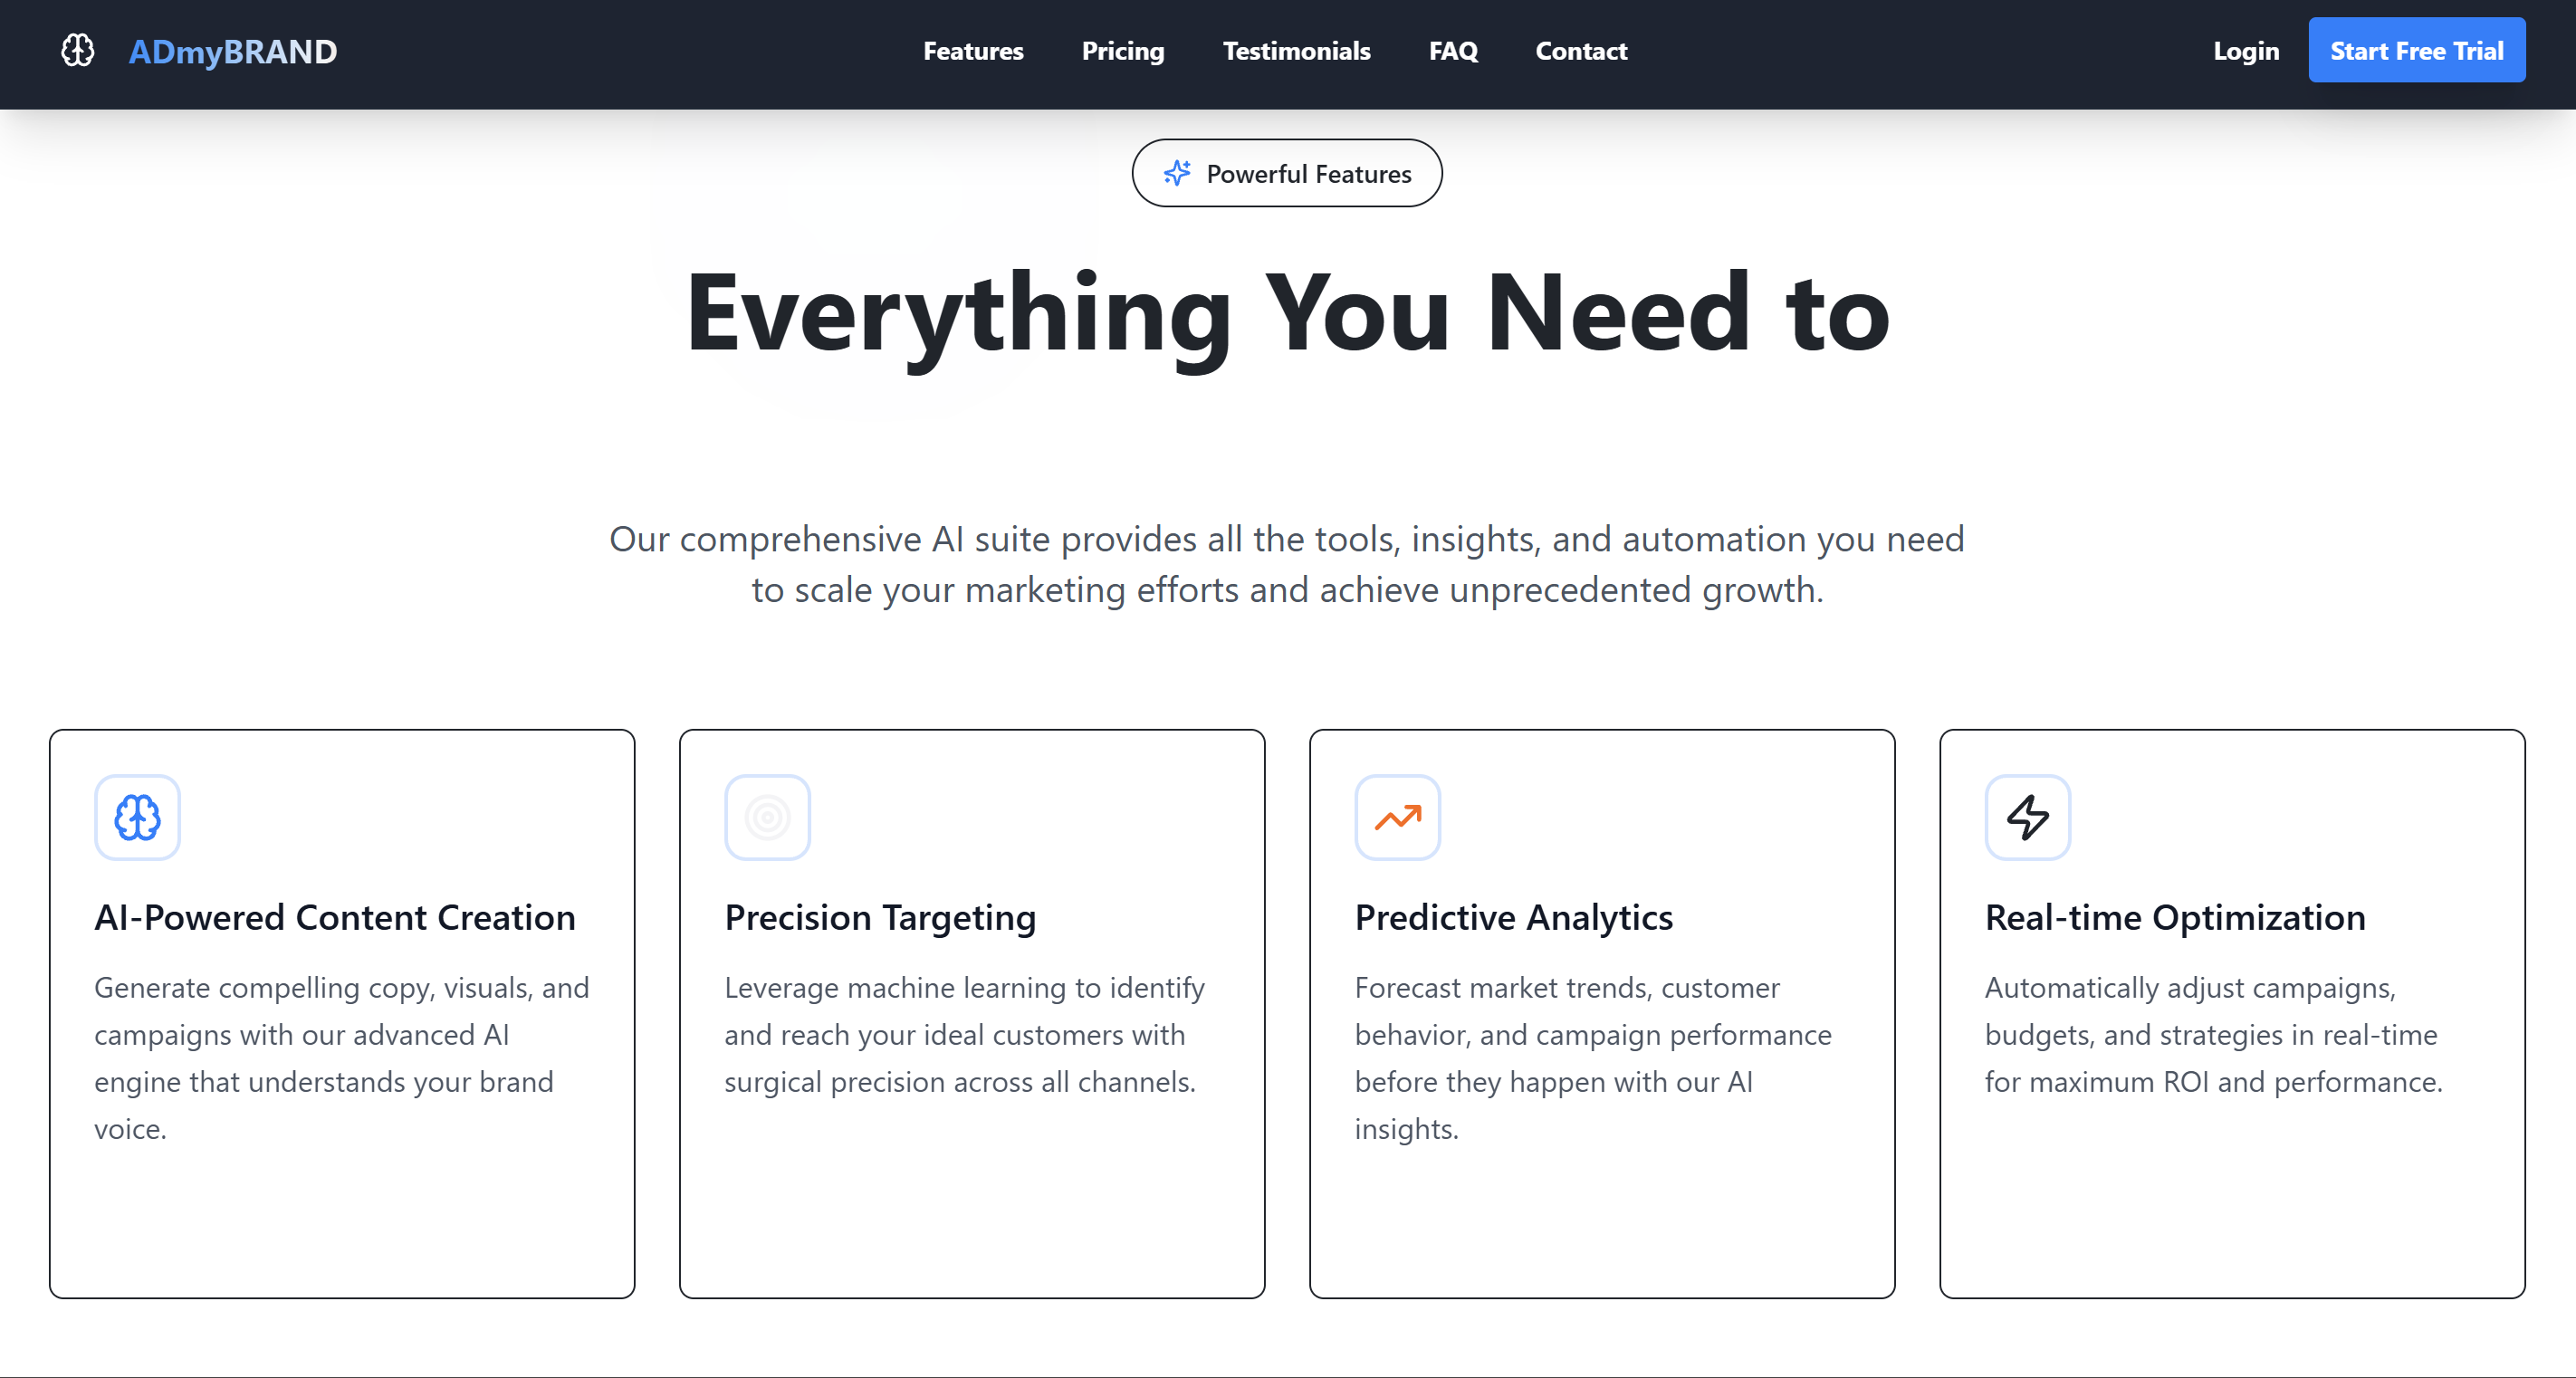 ADmyBRAND
Features
Pricing
Testimonials
FAQ
Contact
Login
Start Free Trial
Powerful Features
Everything You Need to
Our comprehensive AI suite provides all the tools, insights, and automation you need
to scale your marketing efforts and achieve unprecedented growth.
AI-Powered Content Creation
Generate compelling copy, visuals, and
campaigns with our advanced AI
engine that understands your brand
voice.
Precision Targeting
Leverage machine learning to identify
and reach your ideal customers with
surgical precision across all channels.
Predictive Analytics
Forecast market trends, customer
behavior, and campaign performance
before they happen with our AI
insights.
Real-time Optimization
Automatically adjust campaigns,
budgets, and strategies in real-time
for maximum ROI and performance.